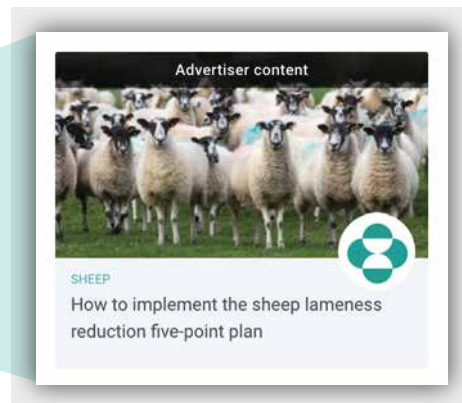 Advertiser content
SHEEP
How to implement the sheep lameness
reduction five-point plan